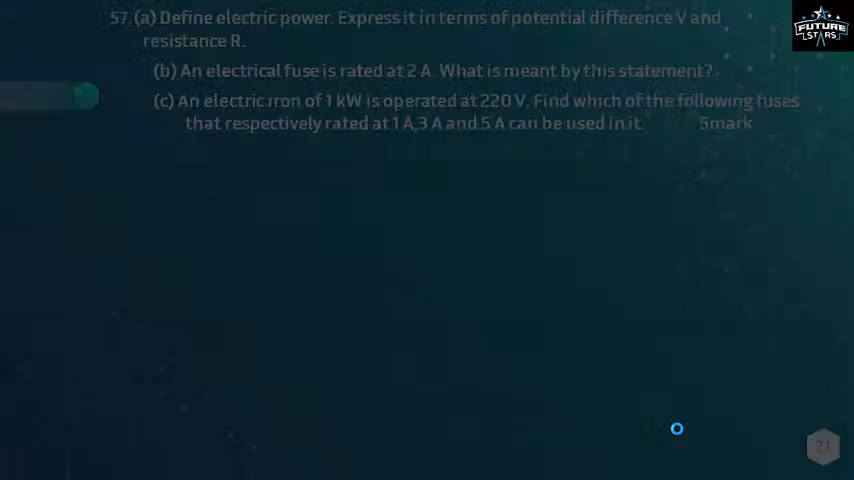 FUTURE
STARS
57.(a) Define electric power. Express it in terms of potential difference V and
resistance R.
(b) An electrical fuse is rated at 2 A. What is meant by this statement?
(c) An electric iron of 1 kW is operated at 220 V. Find which of the following fuses
that respectively rated at 1 A,3 A and 5 A can be used in it. 5mark
71